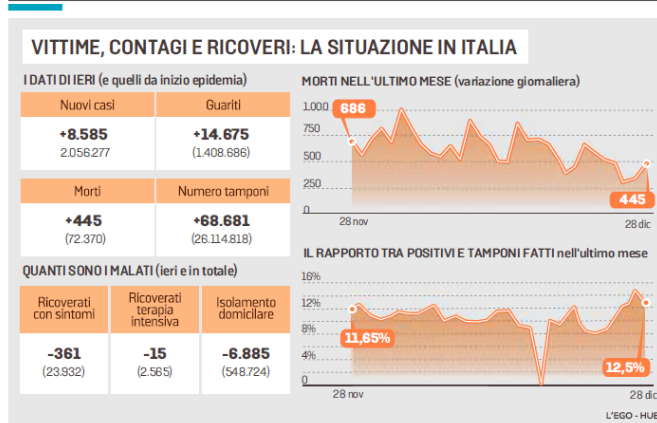 VITTIME, CONTAGI E RICOVERI: LA SITUAZIONE IN ITALIA
I DATI DI IERI (e quelli da inizio epidemia)
Nuovi casi
Guariti
+8.585
+14.675
2.056.277
(1.408.686)
Morti
Numero tamponi
+445
+68.681
(72.370)
(26.114.818)
QUANTI SONO I MALATI (ieri e in totale)
Ricoverati con sintomi
Ricoverati terapia intensiva
Isolamento domicilare
-361
-15
-6.885
(23.932)
(2.565)
(548.724)
MORTI NELL'ULTIMO MESE (variazione giornaliera)
1.000
686
750
500
250
445
0
28 nov
28 dic
IL RAPPORTO TRA POSITIVI E TAMPONI FATTI nell'ultimo mese
16%
12%
8%
11,65%
4%
12,5%
0
28 nov
28 dic
L'EGO - HUB